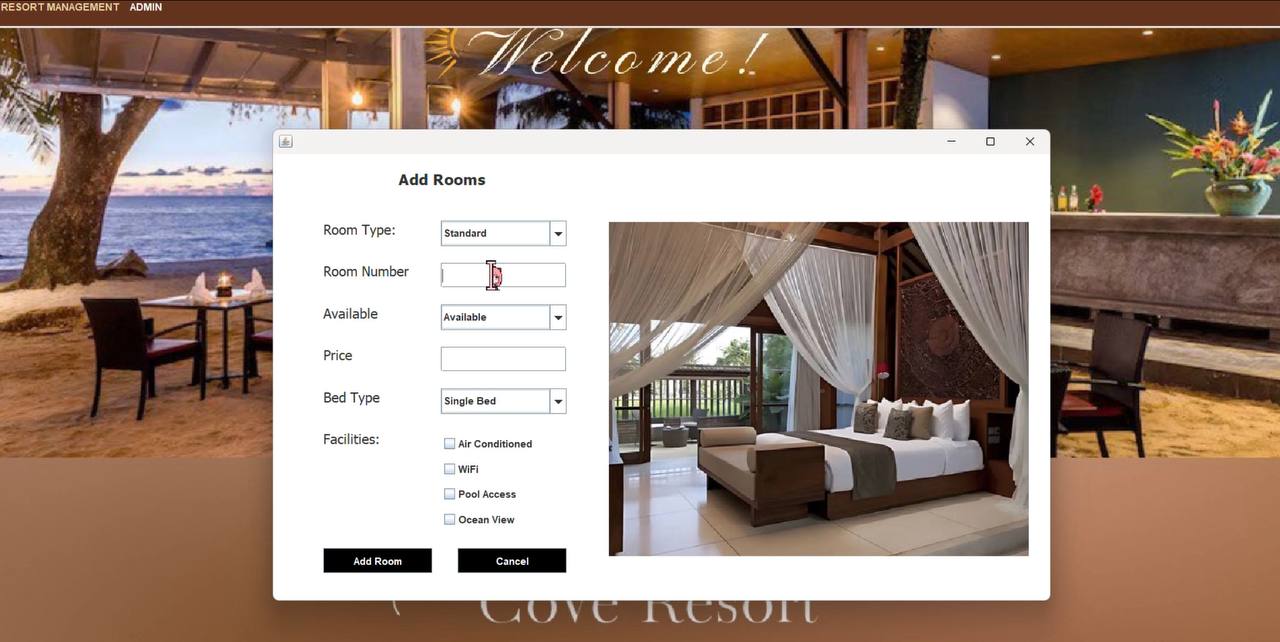 RESORT MANAGEMENT ADMIN
Welcome!
Add Rooms
Room Type: Standard
Room Number
Available Available
Price
Bed Type Single Bed
Facilities: Air Conditioned
WiFi
Pool Access
Ocean View
Add Room Cancel
Cove Resort